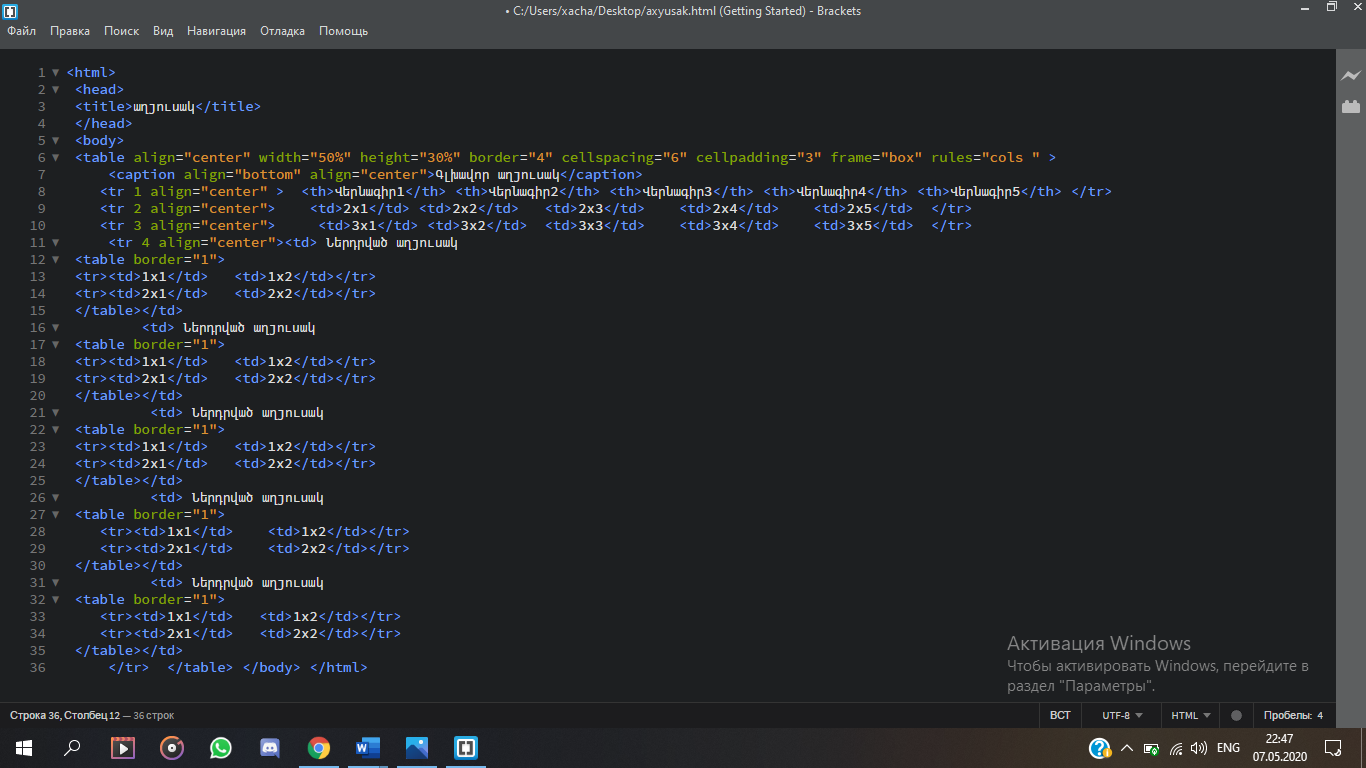 • C:/Users/xacha/Desktop/axyusak.html (Getting Started) - Brackets
Файл Правка Поиск Вид Навигация Отладка Помощь
1 <html>
2 <head>
3 <title>աղյուսակ</title>
4 </head>
5 <body>
6 <table align="center" width="50%" height="30%" border="4" cellspacing="6" cellpadding="3" frame="box" rules="cols " >
7 <caption align="bottom" align="center">Գլխավոր աղյուսակ</caption>
8 <tr 1 align="center" > <th>Վերնագիր1</th> <th>Վերնագիր2</th> <th>Վերնագիր3</th> <th>Վերնագիր4</th> <th>Վերնագիր5</th> </tr>
9 <tr 2 align="center"> <td>2x1</td> <td>2x2</td> <td>2x3</td> <td>2x4</td> <td>2x5</td> </tr>
10 <tr 3 align="center"> <td>3x1</td> <td>3x2</td> <td>3x3</td> <td>3x4</td> <td>3x5</td> </tr>
11 <tr 4 align="center"><td> Ներդրված աղյուսակ
12 <table border="1">
13 <tr><td>1x1</td> <td>1x2</td></tr>
14 <tr><td>2x1</td> <td>2x2</td></tr>
15 </table></td>
16 <td> Ներդրված աղյուսակ
17 <table border="1">
18 <tr><td>1x1</td> <td>1x2</td></tr>
19 <tr><td>2x1</td> <td>2x2</td></tr>
20 </table></td>
21 <td> Ներդրված աղյուսակ
22 <table border="1">
23 <tr><td>1x1</td> <td>1x2</td></tr>
24 <tr><td>2x1</td> <td>2x2</td></tr>
25 </table></td>
26 <td> Ներդրված աղյուսակ
27 <table border="1">
28 <tr><td>1x1</td> <td>1x2</td></tr>
29 <tr><td>2x1</td> <td>2x2</td></tr>
30 </table></td>
31 <td> Ներդրված աղյուսակ
32 <table border="1">
33 <tr><td>1x1</td> <td>1x2</td></tr>
34 <tr><td>2x1</td> <td>2x2</td></tr>
35 </table></td>
36 </tr> </table> </body> </html>
Активация Windows
Чтобы активировать Windows, перейдите в
раздел "Параметры".
Строка 36, Столбец 12 — 36 строк ВСТ UTF-8 HTML Пробелы: 4
ENG 22:47
07.05.2020